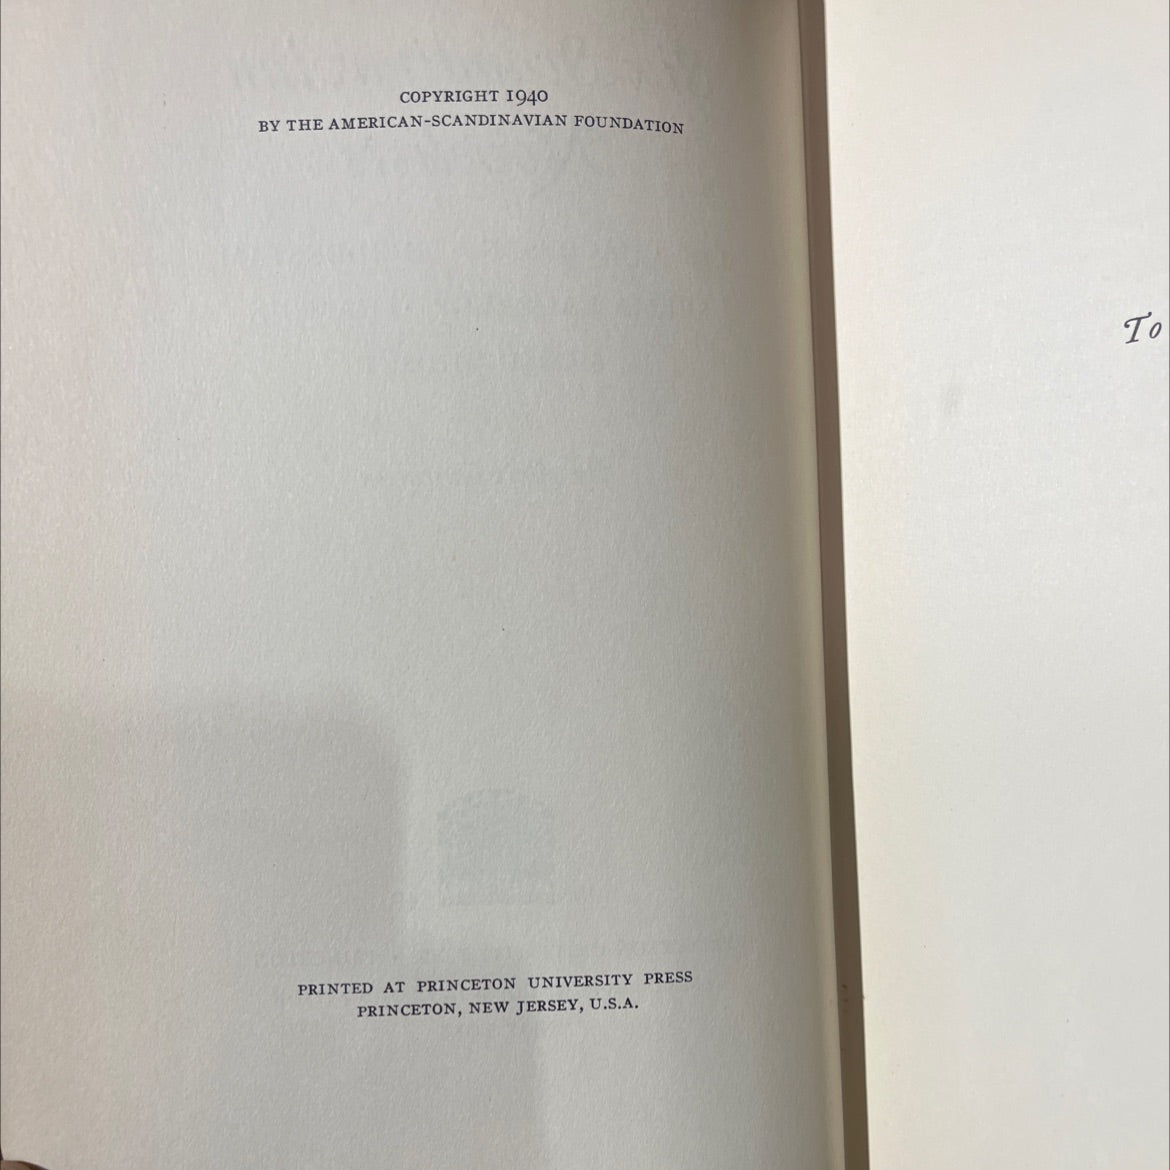 COPYRIGHT 1940
BY THE AMERICAN-SCANDINAVIAN FOUNDATION
PRINTED AT PRINCETON UNIVERSITY PRESS
PRINCETON, NEW JERSEY, U.S.A.
To